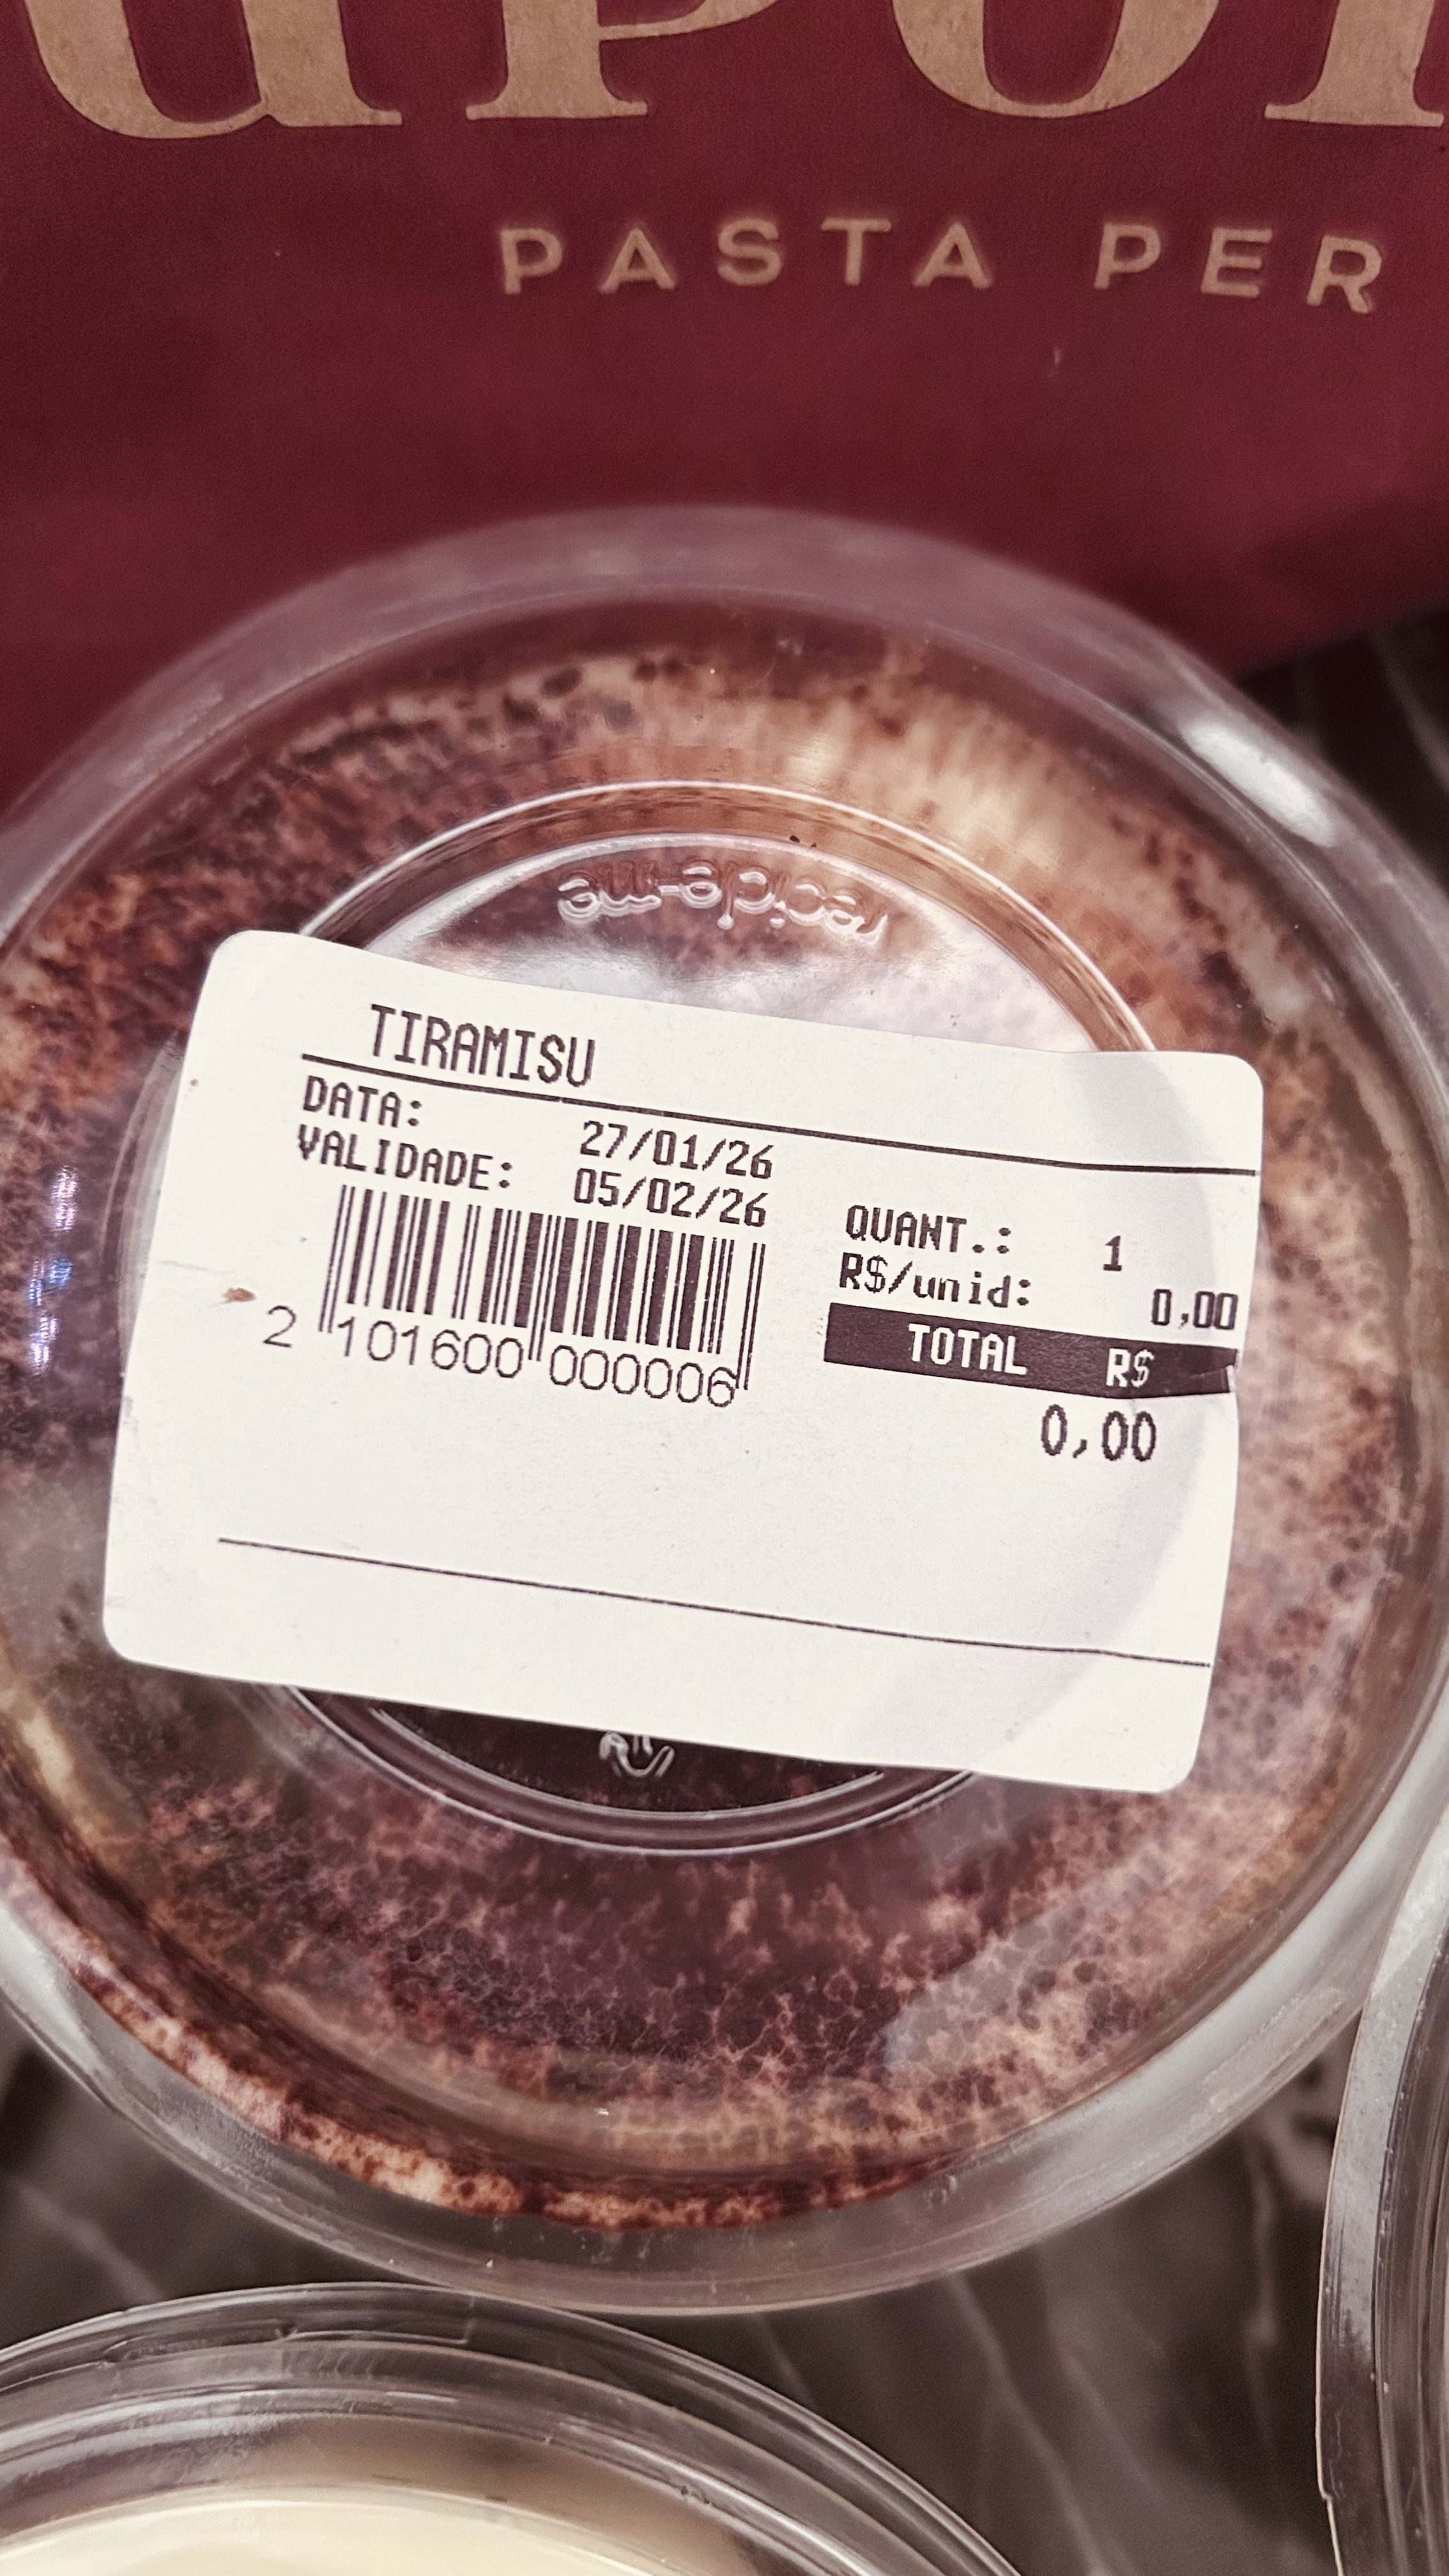 PASTA PER
recicle-me
TIRAMISU
DATA: 27/01/26
VALIDADE: 05/02/26
QUANT.: 1
R$/unid: 0,00
TOTAL R$
0,00
2 101600 000006